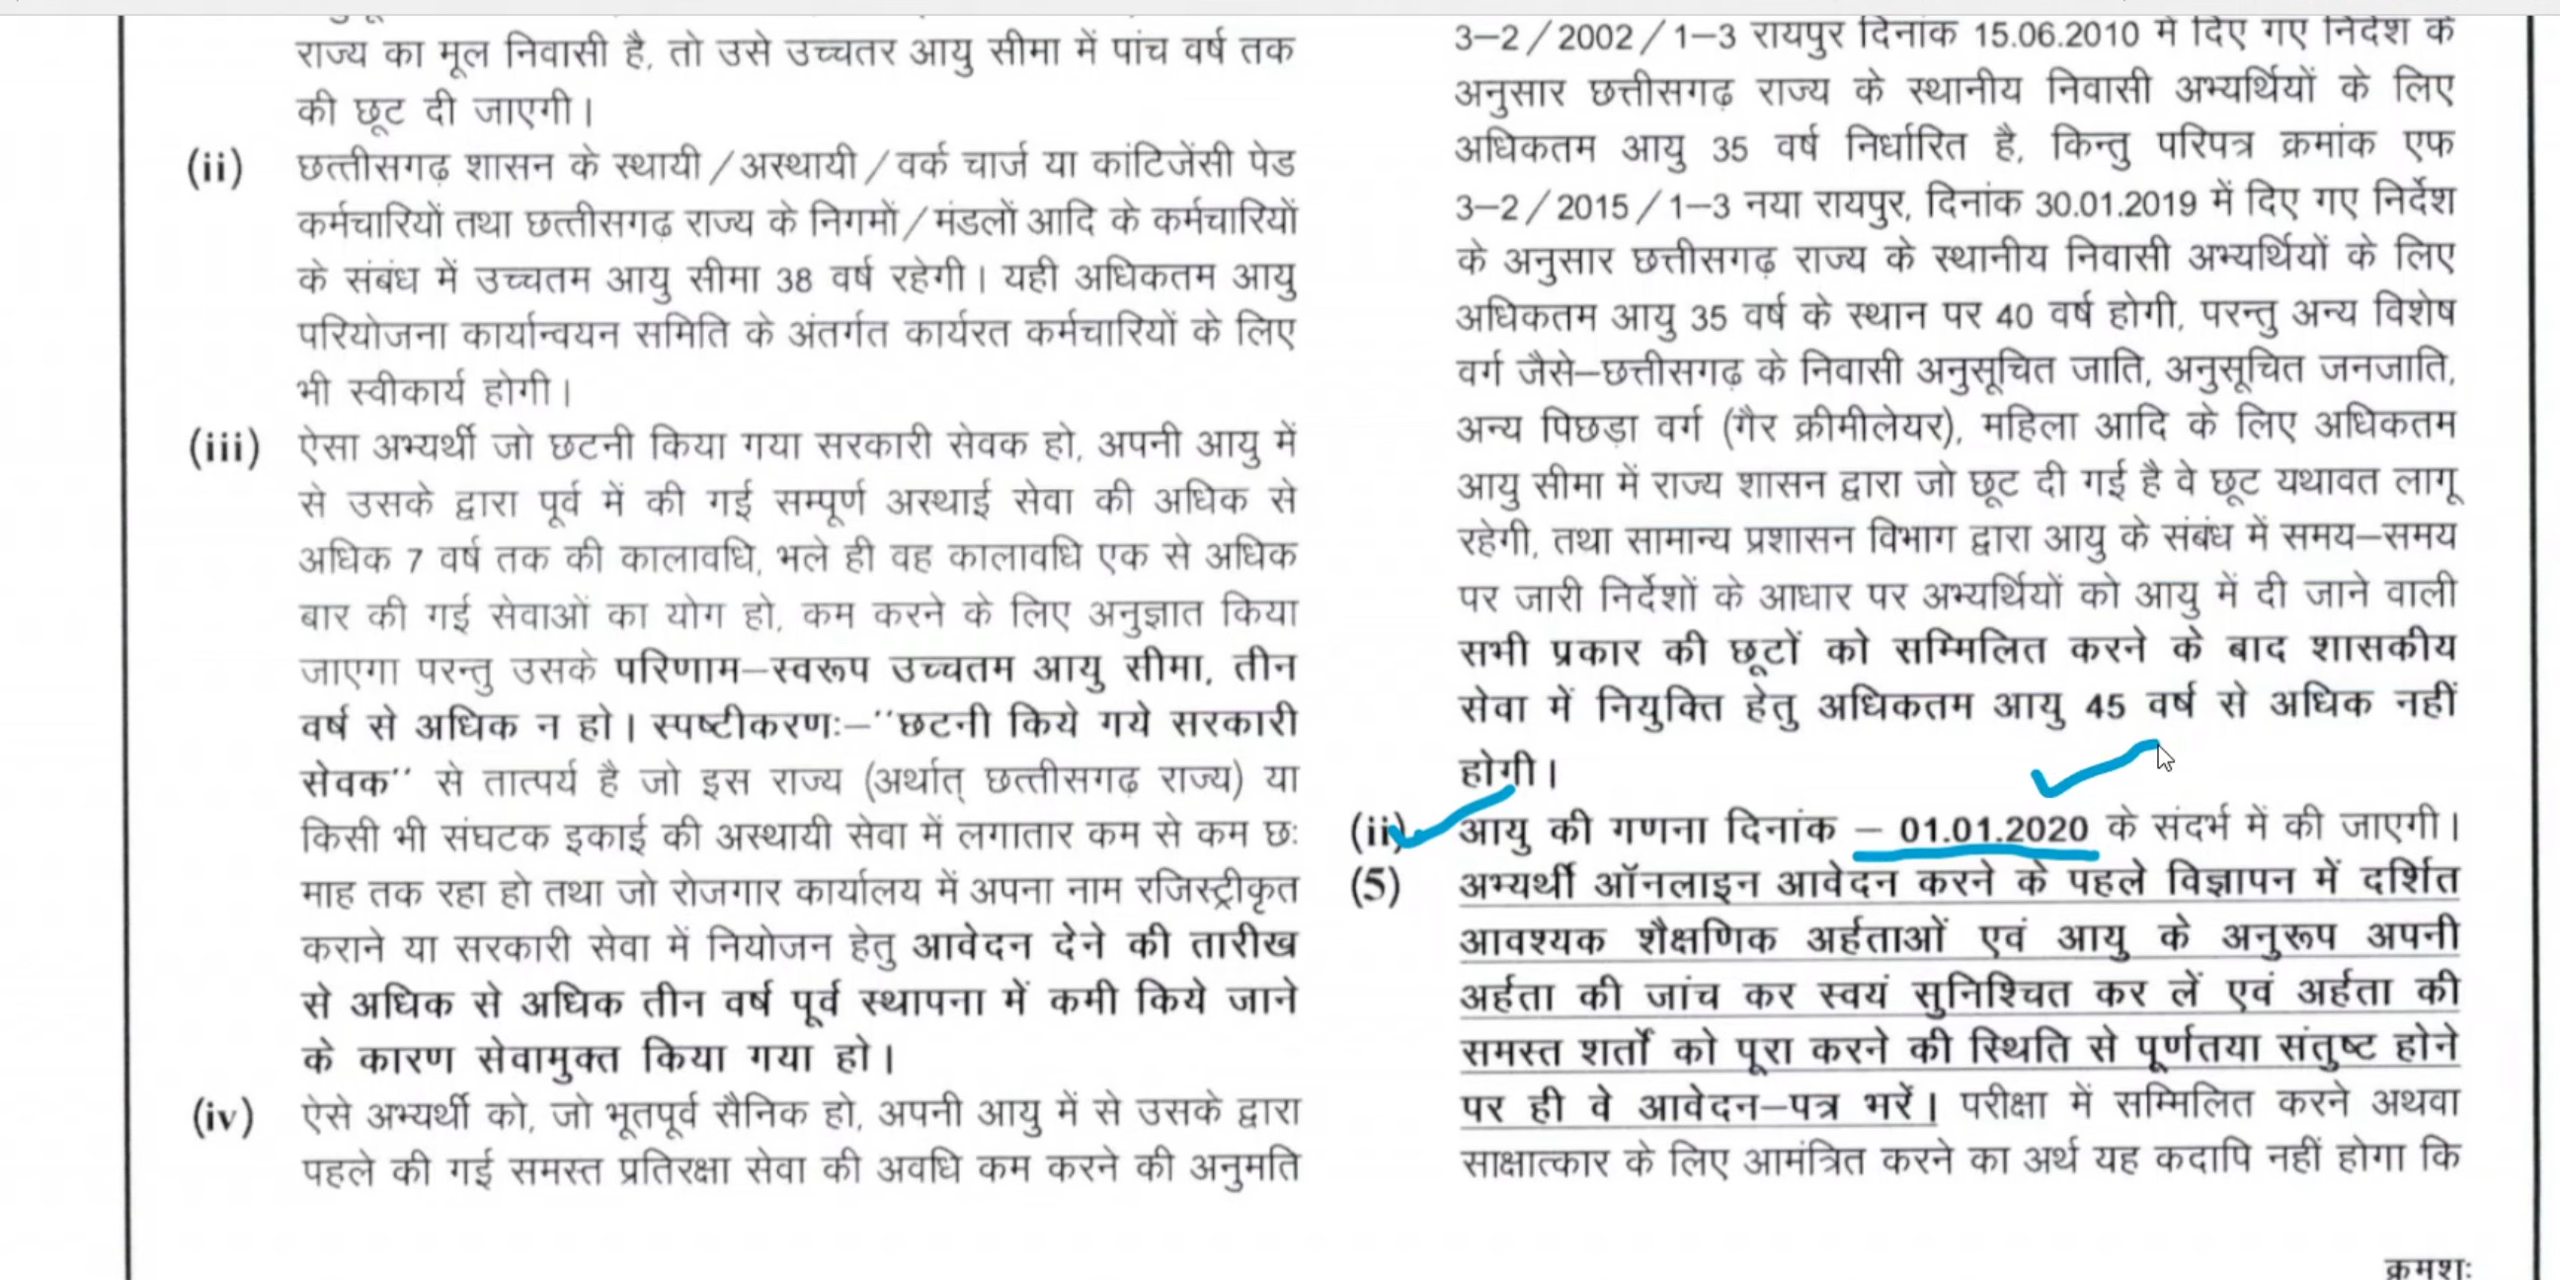 राज्य का मूल निवासी है, तो उसे उच्चतर आयु सीमा में पांच वर्ष तक
की छूट दी जाएगी।
(ii) छत्तीसगढ़ शासन के स्थायी/अस्थायी/वर्क चार्ज या कांटिजेंसी पेड
कर्मचारियों तथा छत्तीसगढ़ राज्य के निगमों/मंडलों आदि के कर्मचारियों
के संबंध में उच्चतम आयु सीमा 38 वर्ष रहेगी। यही अधिकतम आयु
परियोजना कार्यान्वयन समिति के अंतर्गत कार्यरत कर्मचारियों के लिए
भी स्वीकार्य होगी।
(iii) ऐसा अभ्यर्थी जो छटनी किया गया सरकारी सेवक हो, अपनी आयु में
से उसके द्वारा पूर्व में की गई सम्पूर्ण अस्थाई सेवा की अधिक से
अधिक 7 वर्ष तक की कालावधि, भले ही वह कालावधि एक से अधिक
बार की गई सेवाओं का योग हो, कम करने के लिए अनुज्ञात किया
जाएगा परन्तु उसके परिणाम–स्वरूप उच्चतम आयु सीमा, तीन
वर्ष से अधिक न हो। स्पष्टीकरणः–''छटनी किये गये सरकारी
सेवक'' से तात्पर्य है जो इस राज्य (अर्थात् छत्तीसगढ़ राज्य) या
किसी भी संघटक इकाई की अस्थायी सेवा में लगातार कम से कम छः
माह तक रहा हो तथा जो रोजगार कार्यालय में अपना नाम रजिस्ट्रीकृत
कराने या सरकारी सेवा में नियोजन हेतु आवेदन देने की तारीख
से अधिक से अधिक तीन वर्ष पूर्व स्थापना में कमी किये जाने
के कारण सेवामुक्त किया गया हो।
(iv) ऐसे अभ्यर्थी को, जो भूतपूर्व सैनिक हो, अपनी आयु में से उसके द्वारा
पहले की गई समस्त प्रतिरक्षा सेवा की अवधि कम करने की अनुमति
3–2/2002/1–3 रायपुर दिनांक 15.06.2010 में दिए गए निर्देश के
अनुसार छत्तीसगढ़ राज्य के स्थानीय निवासी अभ्यर्थियों के लिए
अधिकतम आयु 35 वर्ष निर्धारित है, किन्तु परिपत्र क्रमांक एफ
3–2/2015/1–3 नया रायपुर, दिनांक 30.01.2019 में दिए गए निर्देश
के अनुसार छत्तीसगढ़ राज्य के स्थानीय निवासी अभ्यर्थियों के लिए
अधिकतम आयु 35 वर्ष के स्थान पर 40 वर्ष होगी, परन्तु अन्य विशेष
वर्ग जैसे–छत्तीसगढ़ के निवासी अनुसूचित जाति, अनुसूचित जनजाति,
अन्य पिछड़ा वर्ग (गैर क्रीमीलेयर), महिला आदि के लिए अधिकतम
आयु सीमा में राज्य शासन द्वारा जो छूट दी गई है वे छूट यथावत लागू
रहेगी, तथा सामान्य प्रशासन विभाग द्वारा आयु के संबंध में समय–समय
पर जारी निर्देशों के आधार पर अभ्यर्थियों को आयु में दी जाने वाली
सभी प्रकार की छूटों को सम्मिलित करने के बाद शासकीय
सेवा में नियुक्ति हेतु अधिकतम आयु 45 वर्ष से अधिक नहीं
होगी।
(ii) आयु की गणना दिनांक – 01.01.2020 के संदर्भ में की जाएगी।
(5) अभ्यर्थी ऑनलाइन आवेदन करने के पहले विज्ञापन में दर्शित
आवश्यक शैक्षणिक अर्हताओं एवं आयु के अनुरूप अपनी
अर्हता की जांच कर स्वयं सुनिश्चित कर लें एवं अर्हता की
समस्त शर्तों को पूरा करने की स्थिति से पूर्णतया संतुष्ट होने
पर ही वे आवेदन–पत्र भरें। परीक्षा में सम्मिलित करने अथवा
साक्षात्कार के लिए आमंत्रित करने का अर्थ यह कदापि नहीं होगा कि
क्रमशः